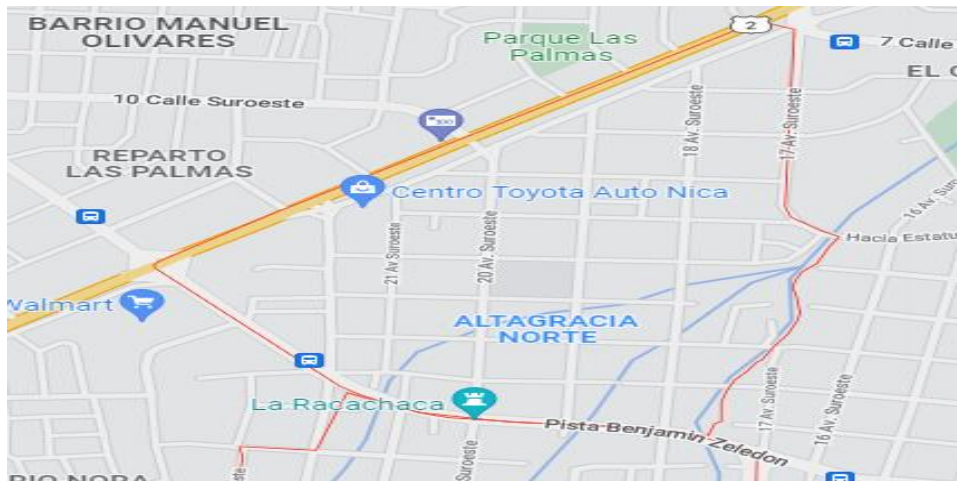 BARRIO MANUEL
OLIVARES
Parque Las
Palmas
2
7 Calle
EL
10 Calle Suroeste
100
18 Av. Suroeste
17 Av. Suroeste
REPARTO
LAS PALMAS
Centro Toyota Auto Nica
16 Av. Suroeste
Hacia Estatu
21 Av Suroeste
20 Av. Suroeste
Walmart
ALTAGRACIA
NORTE
La Racachaca
Pista Benjamin Zeledon
17 Av. Suroeste
16 Av. Suroeste